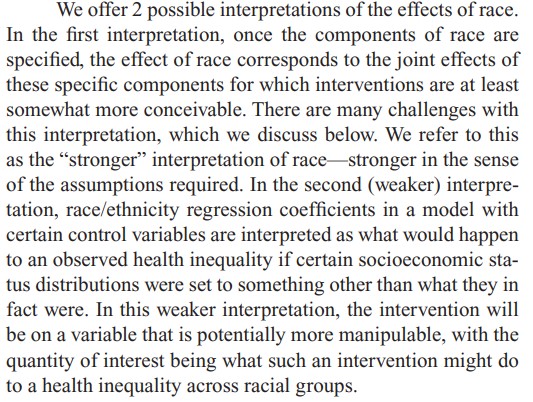 We offer 2 possible interpretations of the effects of race.
In the first interpretation, once the components of race are
specified, the effect of race corresponds to the joint effects of
these specific components for which interventions are at least
somewhat more conceivable. There are many challenges with
this interpretation, which we discuss below. We refer to this
as the “stronger” interpretation of race—stronger in the sense
of the assumptions required. In the second (weaker) interpre-
tation, race/ethnicity regression coefficients in a model with
certain control variables are interpreted as what would happen
to an observed health inequality if certain socioeconomic sta-
tus distributions were set to something other than what they in
fact were. In this weaker interpretation, the intervention will
be on a variable that is potentially more manipulable, with the
quantity of interest being what such an intervention might do
to a health inequality across racial groups.